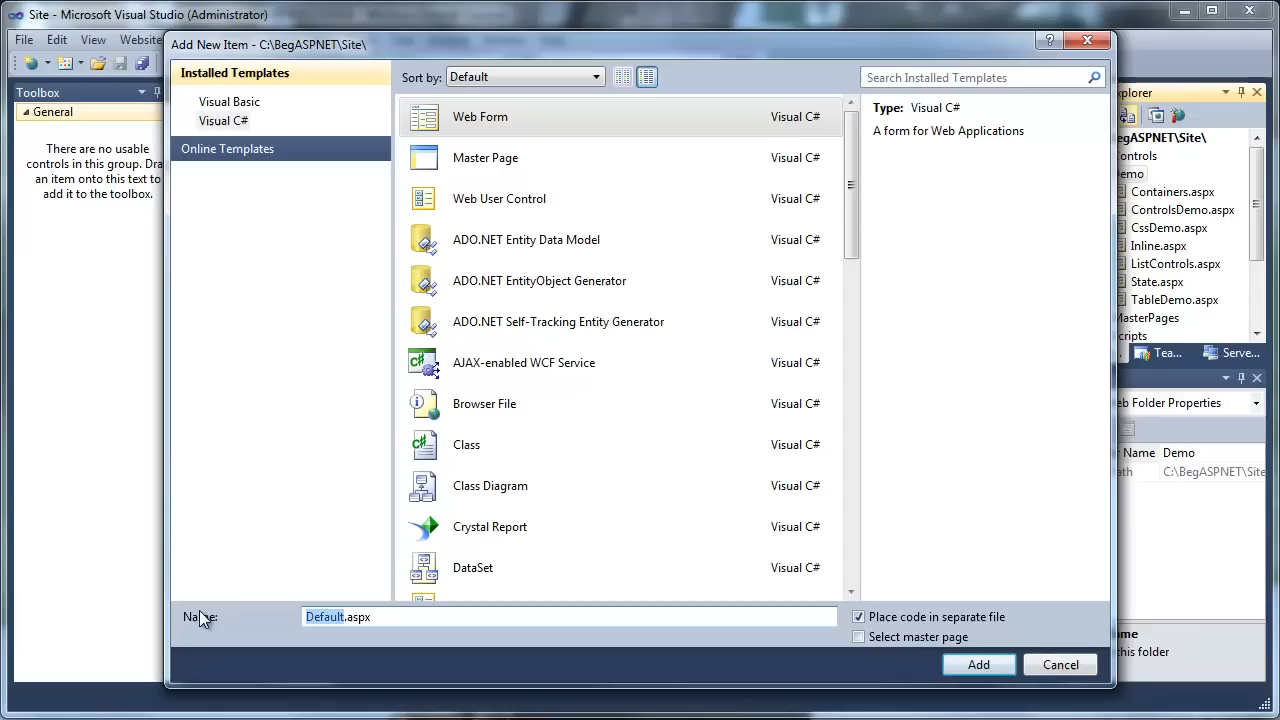 Site - Microsoft Visual Studio (Administrator)
File Edit View Website
Add New Item - C:\BegASPNET\Site\
Toolbox
General
There are no usable
controls in this group. Dra
an item onto this text to
add it to the toolbox.
Installed Templates
Visual Basic
Visual C#
Online Templates
Sort by: Default
Search Installed Templates
Web Form Visual C#
Master Page Visual C#
Web User Control Visual C#
ADO.NET Entity Data Model Visual C#
ADO.NET EntityObject Generator Visual C#
ADO.NET Self-Tracking Entity Generator Visual C#
AJAX-enabled WCF Service Visual C#
Browser File Visual C#
Class Visual C#
Class Diagram Visual C#
Crystal Report Visual C#
DataSet Visual C#
Type: Visual C#
A form for Web Applications
Name: Default.aspx
Place code in separate file
Select master page
Add Cancel
xplorer
egASPNET\Site\
ontrols
emo
Containers.aspx
ControlsDemo.aspx
CssDemo.aspx
Inline.aspx
ListControls.aspx
State.aspx
TableDemo.aspx
MasterPages
cripts
Tea... Serve...
eb Folder Properties
r Name Demo
ath C:\BegASPNET\Site
me
this folder